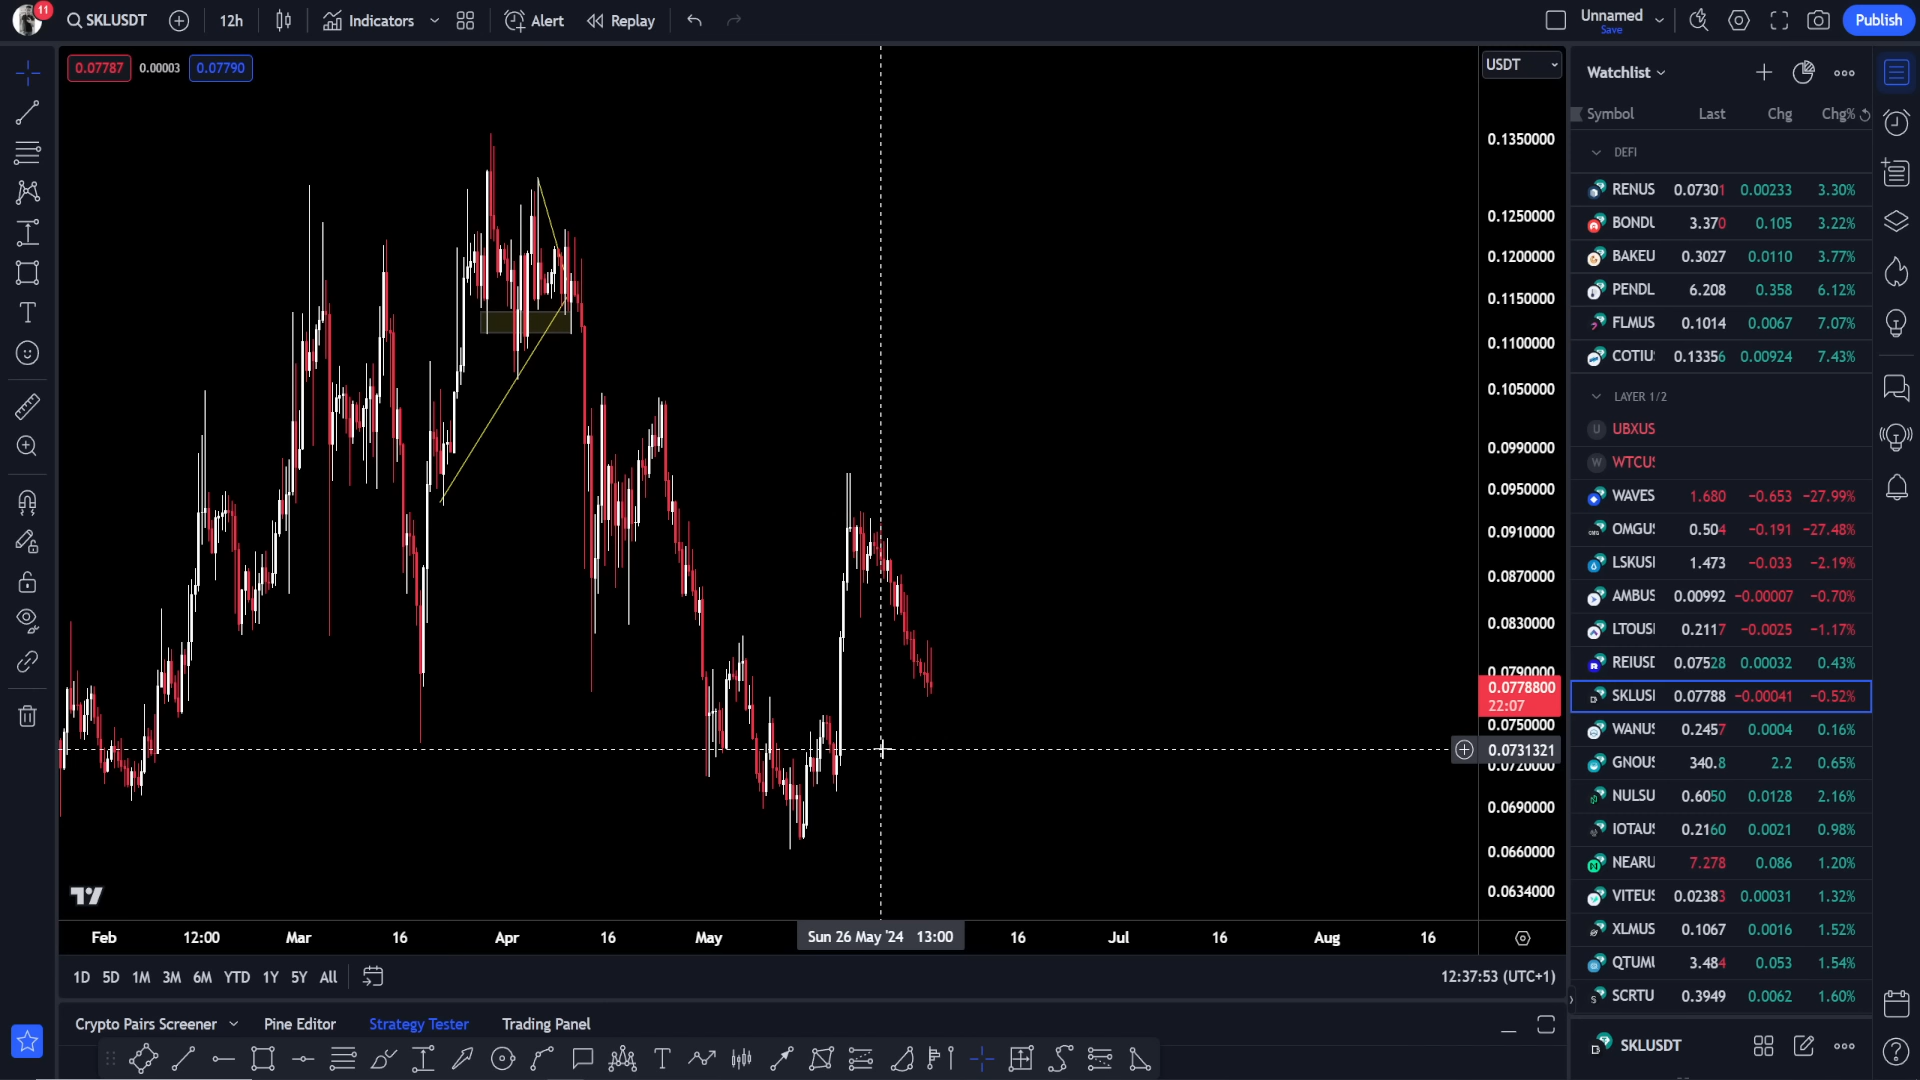 11
SKLUSDT
12h
Indicators
Alert
Replay
Unnamed
Save
Publish
0.07787
0.00003
0.07790
USDT
0.1350000
0.1250000
0.1200000
0.1150000
0.1100000
0.1050000
0.0990000
0.0950000
0.0910000
0.0870000
0.0830000
0.0790000
0.0778800
22:07
0.0750000
0.0731321
0.0720000
0.0690000
0.0660000
0.0634000
Feb 12:00 Mar 16 Apr 16 May Sun 26 May '24 13:00 16 Jul 16 Aug 16
1D 5D 1M 3M 6M YTD 1Y 5Y All
12:37:53 (UTC+1)
Crypto Pairs Screener Pine Editor Strategy Tester Trading Panel
Watchlist
Symbol Last Chg Chg%
DEFI
RENUS 0.07301 0.00233 3.30%
BONDU 3.370 0.105 3.22%
BAKEU 0.3027 0.0110 3.77%
PENDL 6.208 0.358 6.12%
FLMUS 0.1014 0.0067 7.07%
COTIU 0.13356 0.00924 7.43%
LAYER 1/2
U UBXUS
W WTCUS
WAVES 1.680 −0.653 −27.99%
OMGUS 0.504 −0.191 −27.48%
LSKUSI 1.473 −0.033 −2.19%
AMBUS 0.00992 −0.00007 −0.70%
LTOUSI 0.2117 −0.0025 −1.17%
REIUSD 0.07528 0.00032 0.43%
SKLUSI 0.07788 −0.00041 −0.52%
WANUS 0.2457 0.0004 0.16%
GNOUS 340.8 2.2 0.65%
NULSU 0.6050 0.0128 2.16%
IOTAUS 0.2160 0.0021 0.98%
NEARU 7.278 0.086 1.20%
VITEUS 0.02383 0.00031 1.32%
XLMUS 0.1067 0.0016 1.52%
QTUMU 3.484 0.053 1.54%
SCRTU 0.3949 0.0062 1.60%
SKLUSDT